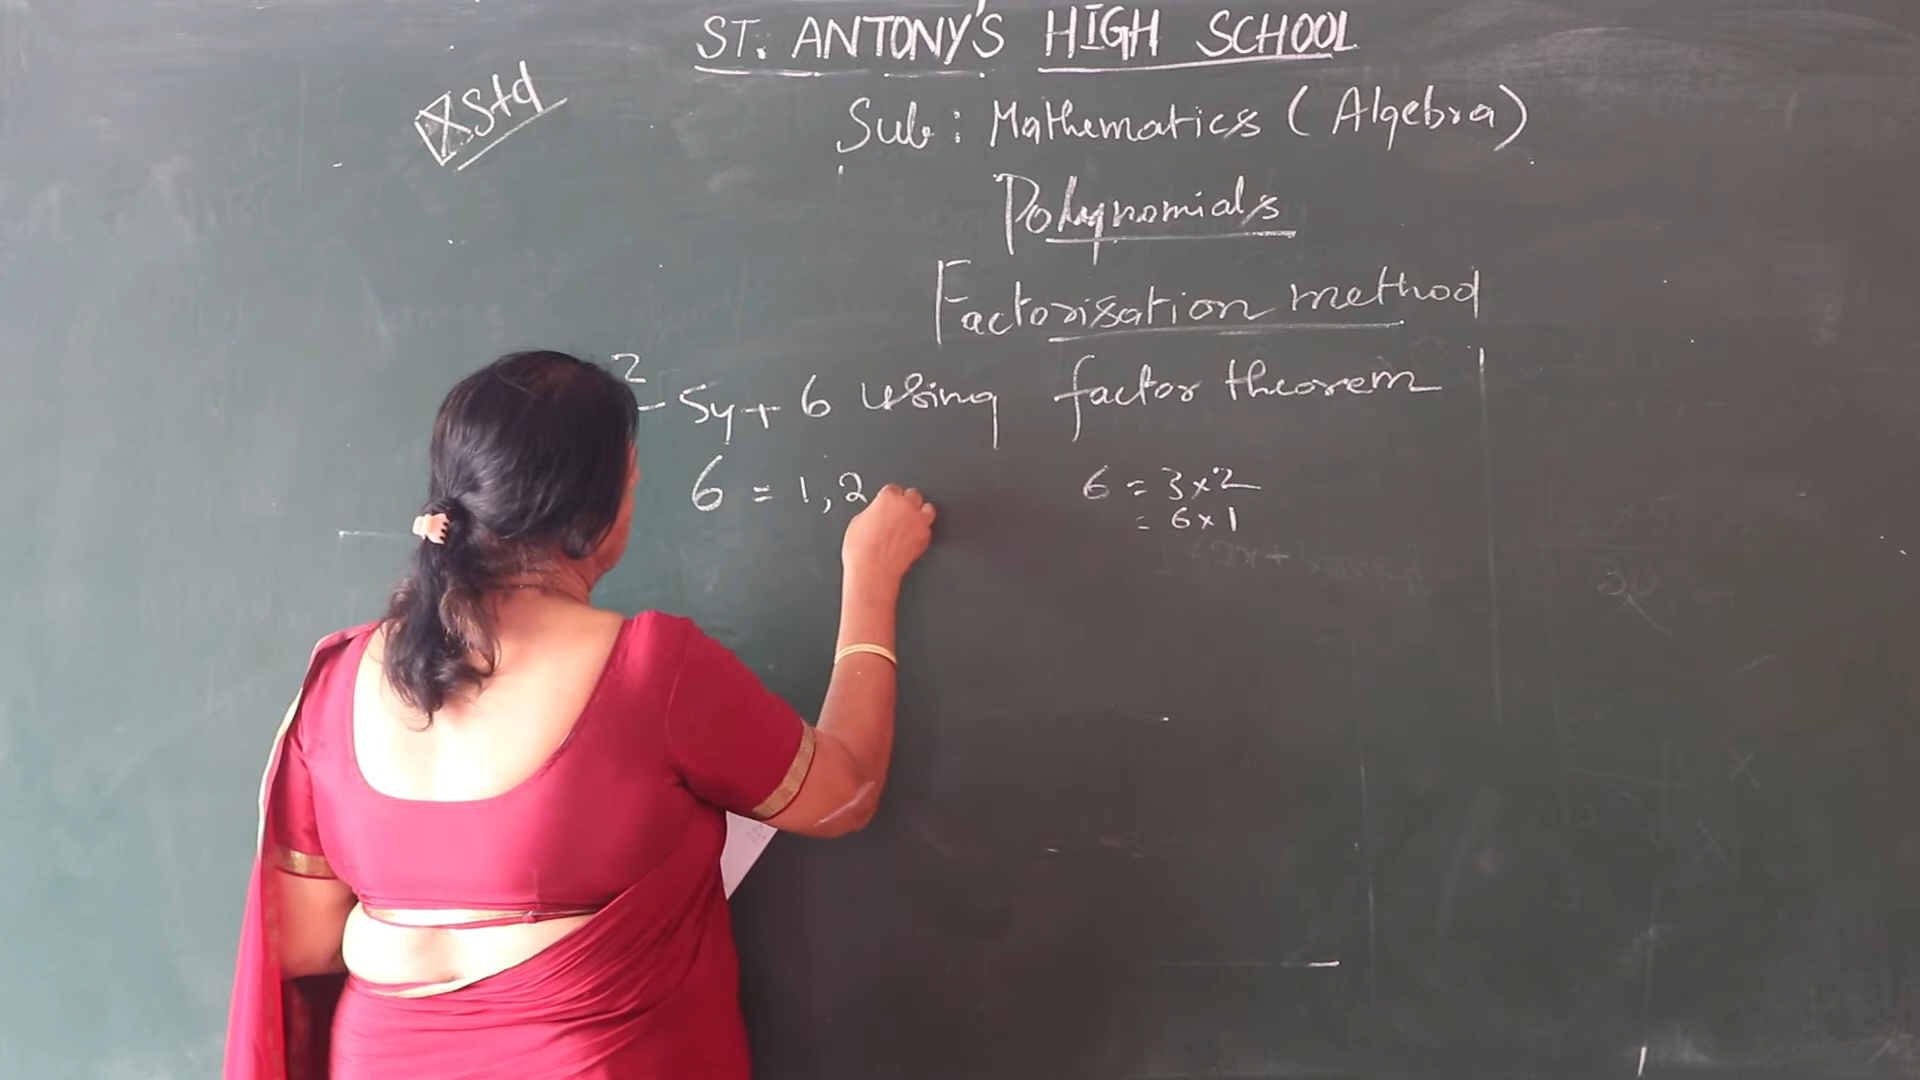 ST. ANTONY'S HIGH SCHOOL
IX Std
Sub: Mathematics (Algebra)
Polynomials
Factorisation method
2 - 5y + 6 using factor theorem
6 = 1, 2
6 = 3 x 2
= 6 x 1